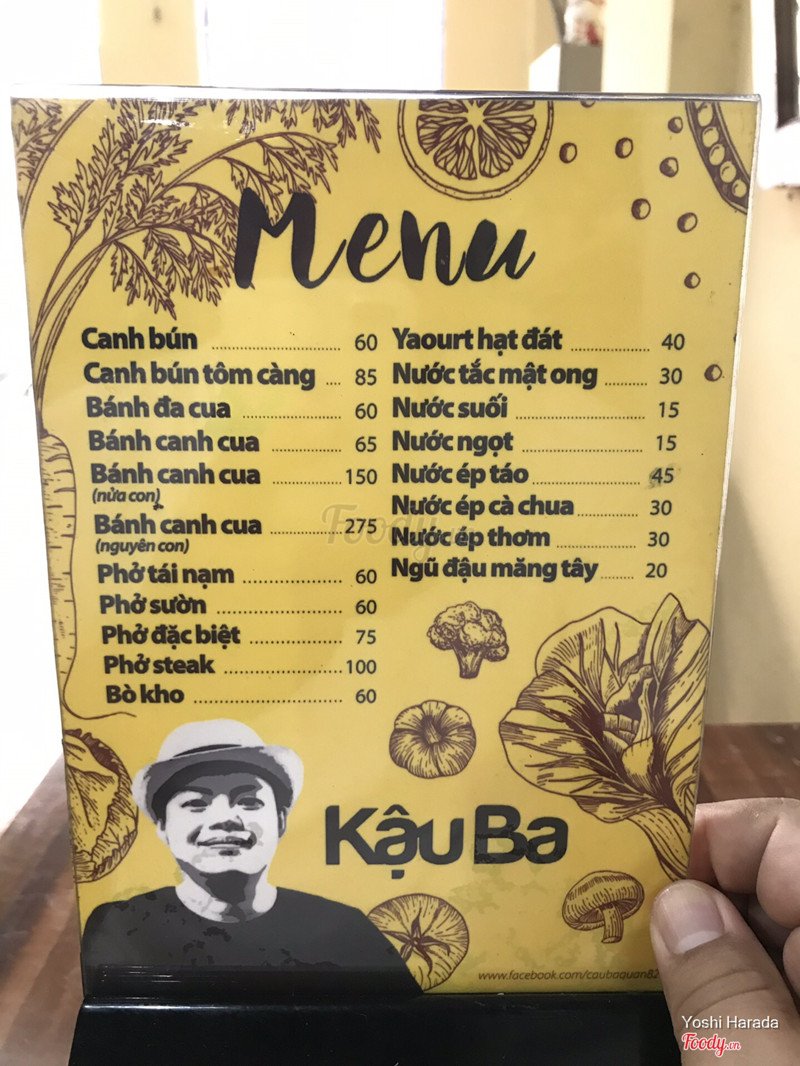 Menu
Canh bún ........ 60
Canh bún tôm càng .... 85
Bánh đa cua ........ 60
Bánh canh cua ........ 65
Bánh canh cua ........ 150
(nửa con)
Bánh canh cua ........ 275
(nguyên con)
Phở tái nạm ........ 60
Phở sườn ........ 60
Phở đặc biệt ........ 75
Phở steak ........ 100
Bò kho ........ 60
Yaourt hạt đát ........ 40
Nước tắc mật ong ........ 30
Nước suối ........ 15
Nước ngọt ........ 15
Nước ép táo ........ 45
Nước ép cà chua ........ 30
Nước ép thơm ........ 30
Ngũ đậu măng tây ........ 20
Foody.vn
Kậu Ba
www.facebook.com/caubaquan82
Yoshi Harada
Foody.vn